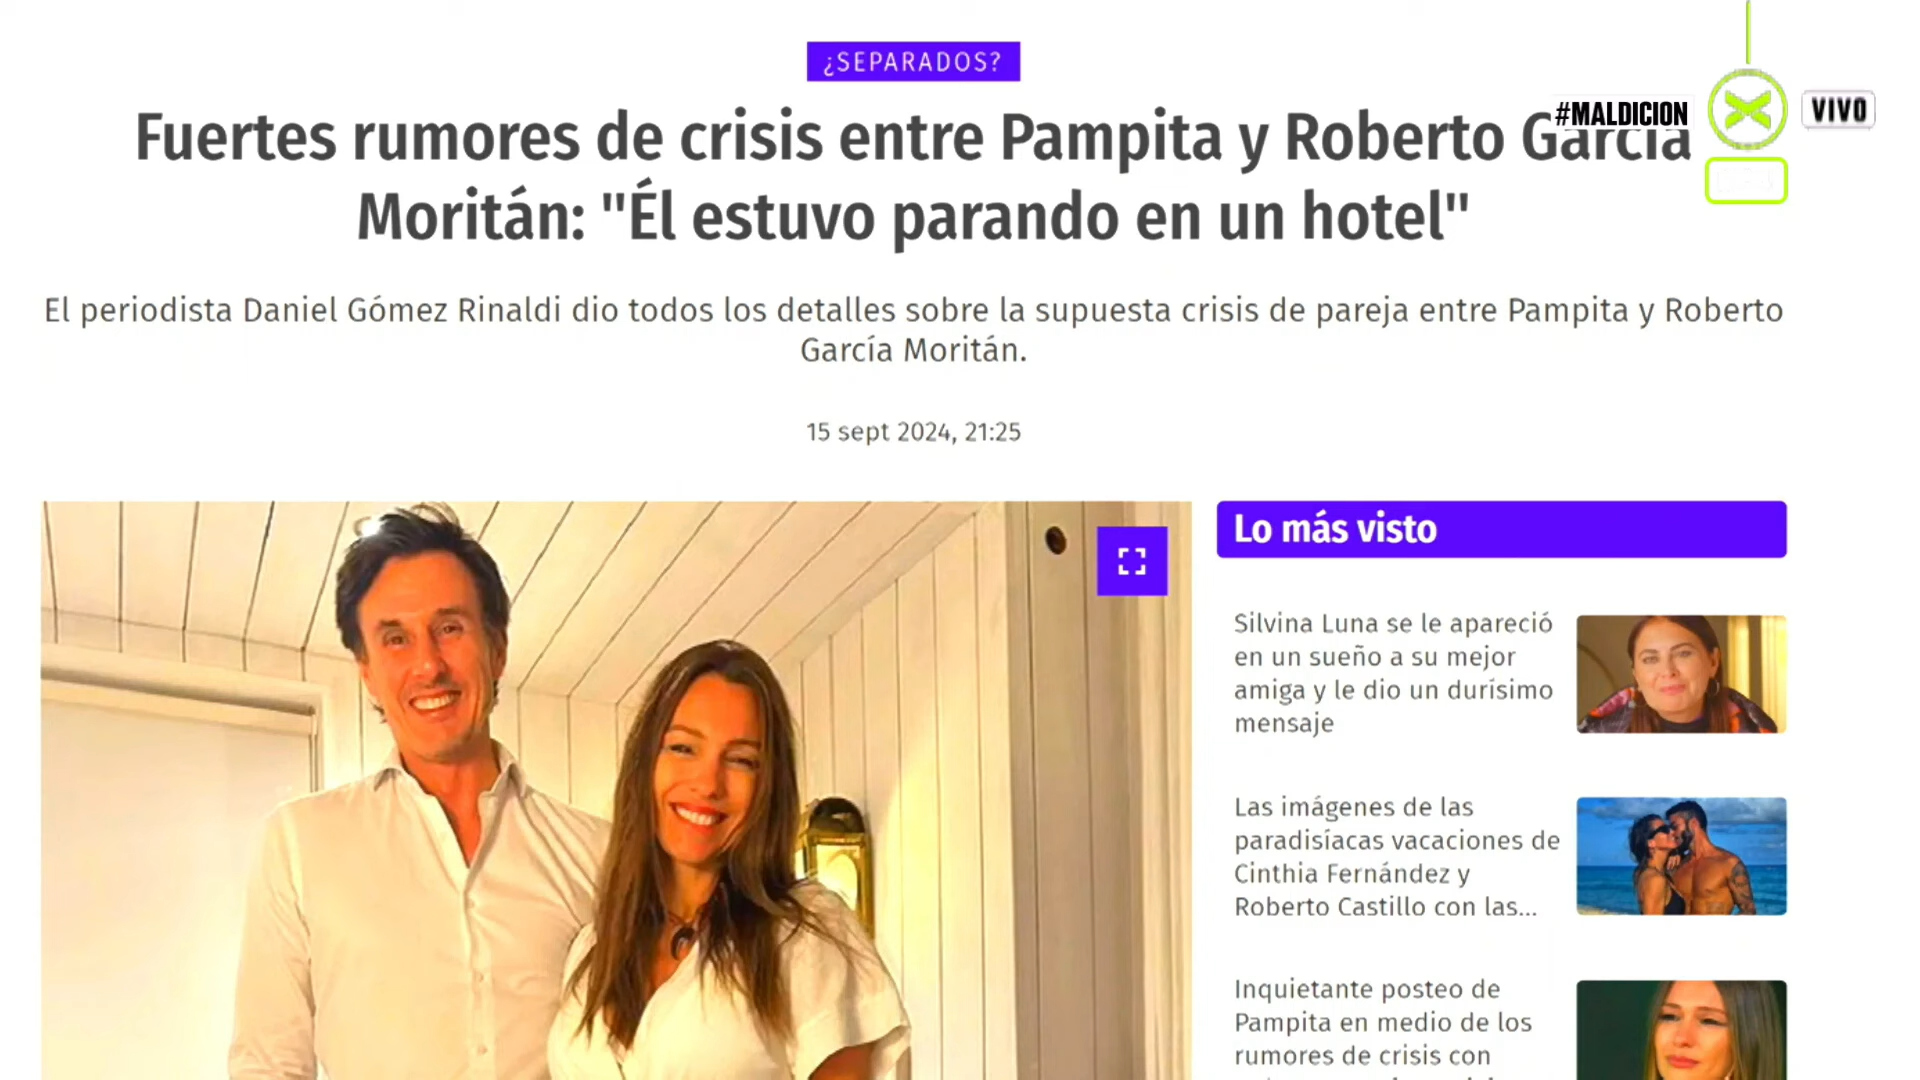 ¿SEPARADOS?
#MALDICION
VIVO
Fuertes rumores de crisis entre Pampita y Roberto García
Moritán: "Él estuvo parando en un hotel"
El periodista Daniel Gómez Rinaldi dio todos los detalles sobre la supuesta crisis de pareja entre Pampita y Roberto
García Moritán.
15 sept 2024, 21:25
Lo más visto
Silvina Luna se le apareció
en un sueño a su mejor
amiga y le dio un durísimo
mensaje
Las imágenes de las
paradisíacas vacaciones de
Cinthia Fernández y
Roberto Castillo con las...
Inquietante posteo de
Pampita en medio de los
rumores de crisis con